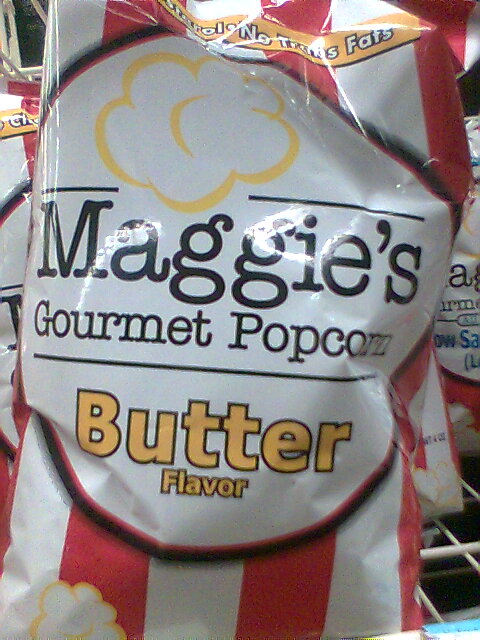 No Trans Fats
Maggie's
Gourmet Popcorn
Butter
Flavor